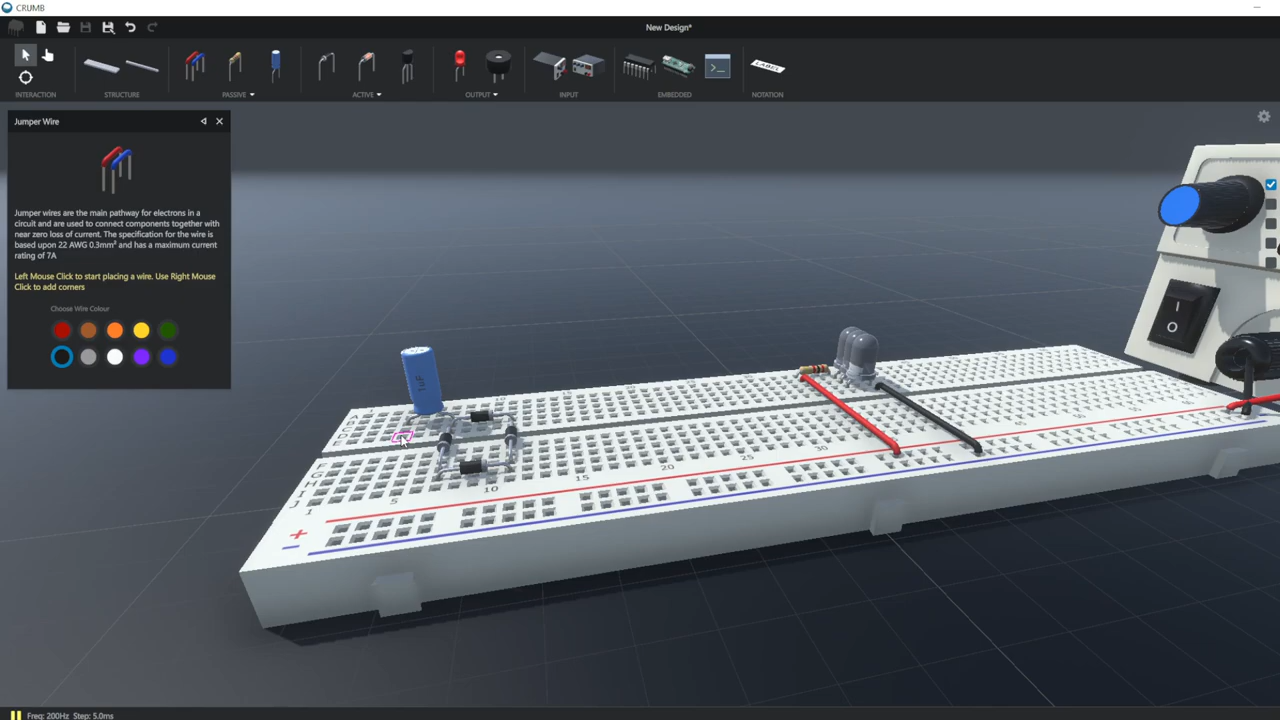 CRUMB
New Design*
INTERACTION
STRUCTURE
PASSIVE
ACTIVE
OUTPUT
INPUT
EMBEDDED
NOTATION
LABEL
Jumper Wire
Jumper wires are the main pathway for electrons in a
circuit and are used to connect components together with
near zero loss of current. The specification for the wire is
based upon 22 AWG 0.3mm² and has a maximum current
rating of 7A
Left Mouse Click to start placing a wire. Use Right Mouse
Click to add corners
Choose Wire Colour
1uF
I
J
1
5
10
15
20
25
30
+
−
Freq: 200Hz Step: 5.0ms